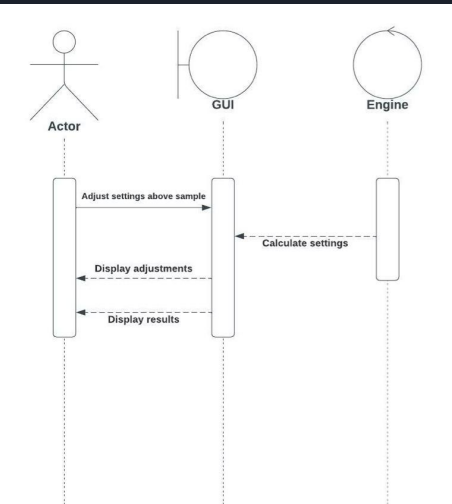 GUI
Engine
Actor
Adjust settings above sample
Calculate settings
Display adjustments
Display results